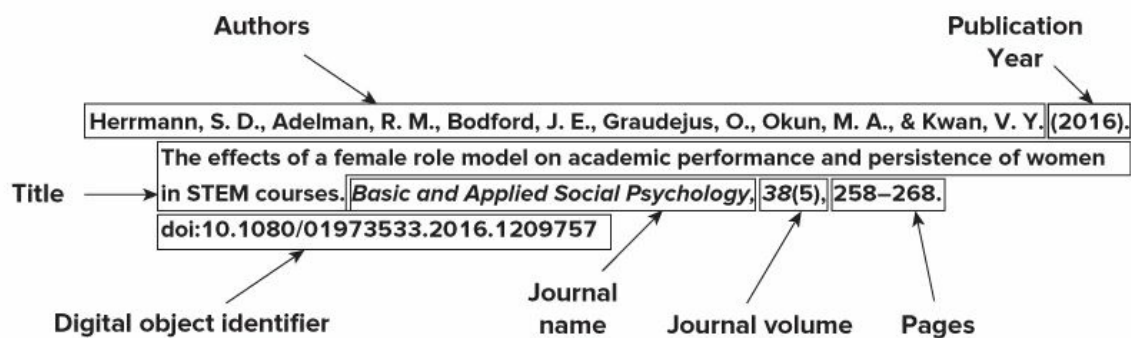 Authors
Publication
Year
Herrmann, S. D., Adelman, R. M., Bodford, J. E., Graudejus, O., Okun, M. A., & Kwan, V. Y. (2016).
The effects of a female role model on academic performance and persistence of women
Title
in STEM courses. Basic and Applied Social Psychology, 38(5), 258–268.
doi:10.1080/01973533.2016.1209757
Digital object identifier
Journal
name
Journal volume
Pages